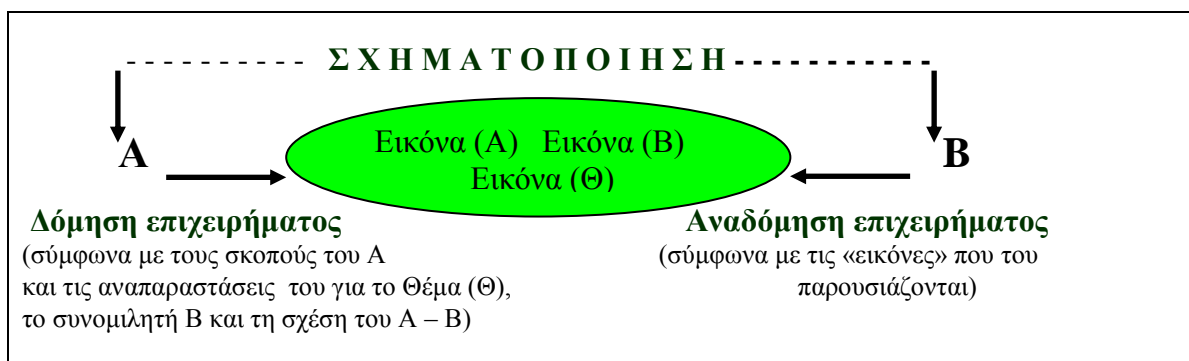 - - - - - - - - - - Σ Χ Η Μ Α Τ Ο Π Ο Ι Η Σ Η - - - - - - - - - - -
Εικόνα (Α) Εικόνα (Β)
Εικόνα (Θ)
Α
Β
Δόμηση επιχειρήματος
(σύμφωνα με τους σκοπούς του Α
και τις αναπαραστάσεις του για το Θέμα (Θ),
το συνομιλητή Β και τη σχέση του Α – Β)
Αναδόμηση επιχειρήματος
(σύμφωνα με τις «εικόνες» που του
παρουσιάζονται)